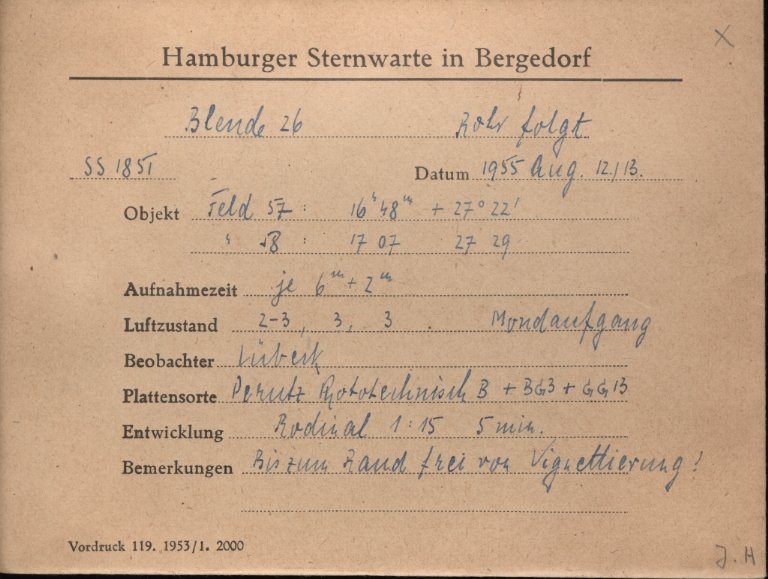 X
Hamburger Sternwarte in Bergedorf
Blende 26 Rohr folgt
SS 1851 Datum 1955 Aug. 12./13.
Objekt Feld 57 : 16ʰ48ᵐ + 27° 22'
" 58 : 17 07 27 29
Aufnahmezeit je 6ᵐ + 2ᵐ
Luftzustand 2-3, 3, 3 . Mondaufgang
Beobachter Lübeck
Plattensorte Perutz Phototechnisch B + BG3 + GG13
Entwicklung Rodinal 1:15 5 min.
Bemerkungen Bis zum Rand frei von Vignettierung!
Vordruck 119. 1953/1. 2000
J. H